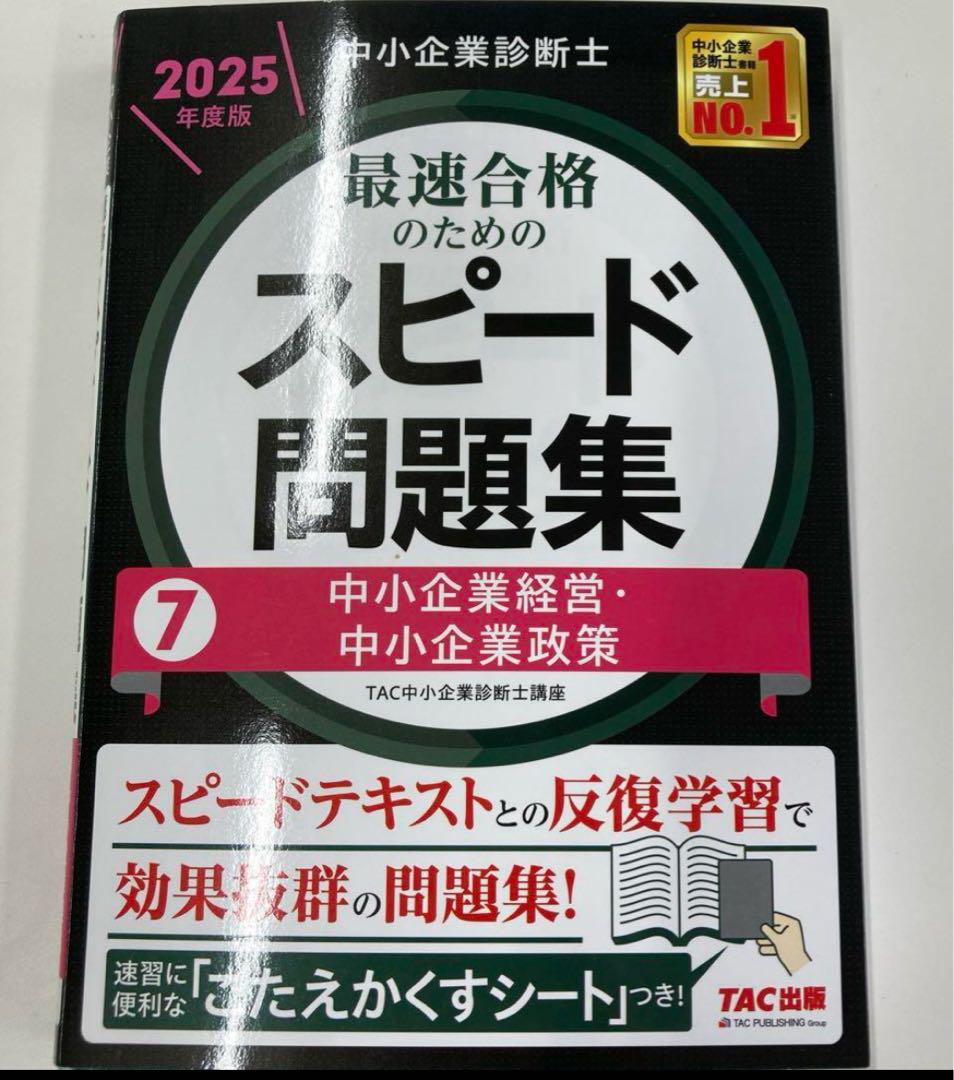 2025
年度版
中小企業診断士
中小企業
診断士書籍
売上
NO.1
最速合格
のための
スピード
問題集
7
中小企業経営・
中小企業政策
TAC中小企業診断士講座
スピードテキストとの反復学習で
効果抜群の問題集!
速習に
便利な
「こたえかくすシート」つき!
TAC出版
TAC PUBLISHING Group